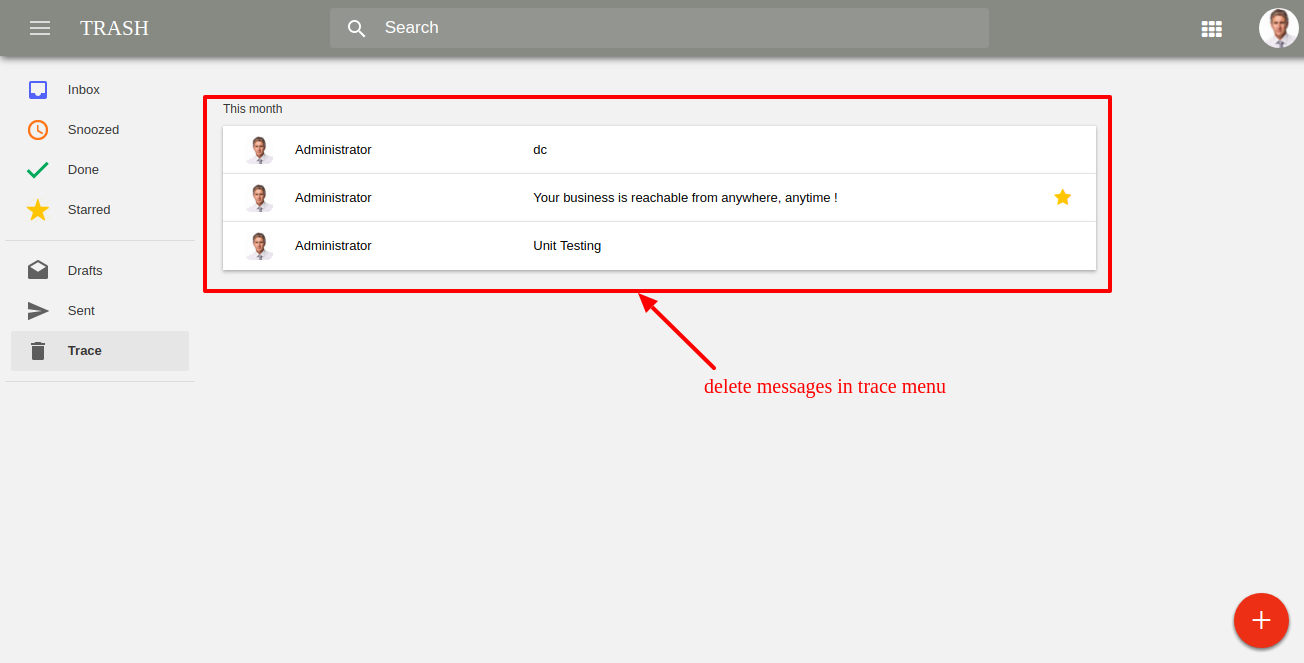 TRASH
Search
Inbox
Snoozed
Done
Starred
Drafts
Sent
Trace
This month
Administrator dc
Administrator Your business is reachable from anywhere, anytime !
Administrator Unit Testing
delete messages in trace menu